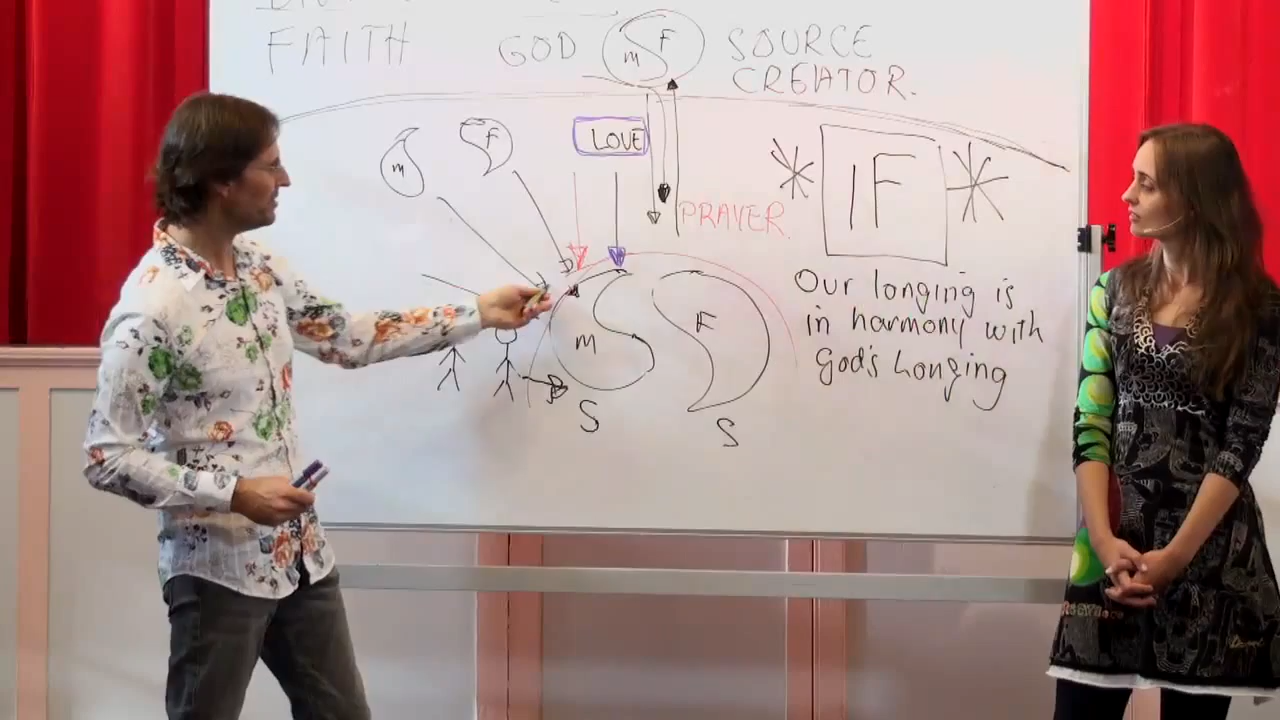 FAITH
GOD
M F
SOURCE
CREATOR.
M
F
LOVE
PRAYER.
IF
M
F
S
S
Our longing is
in harmony with
God's Longing